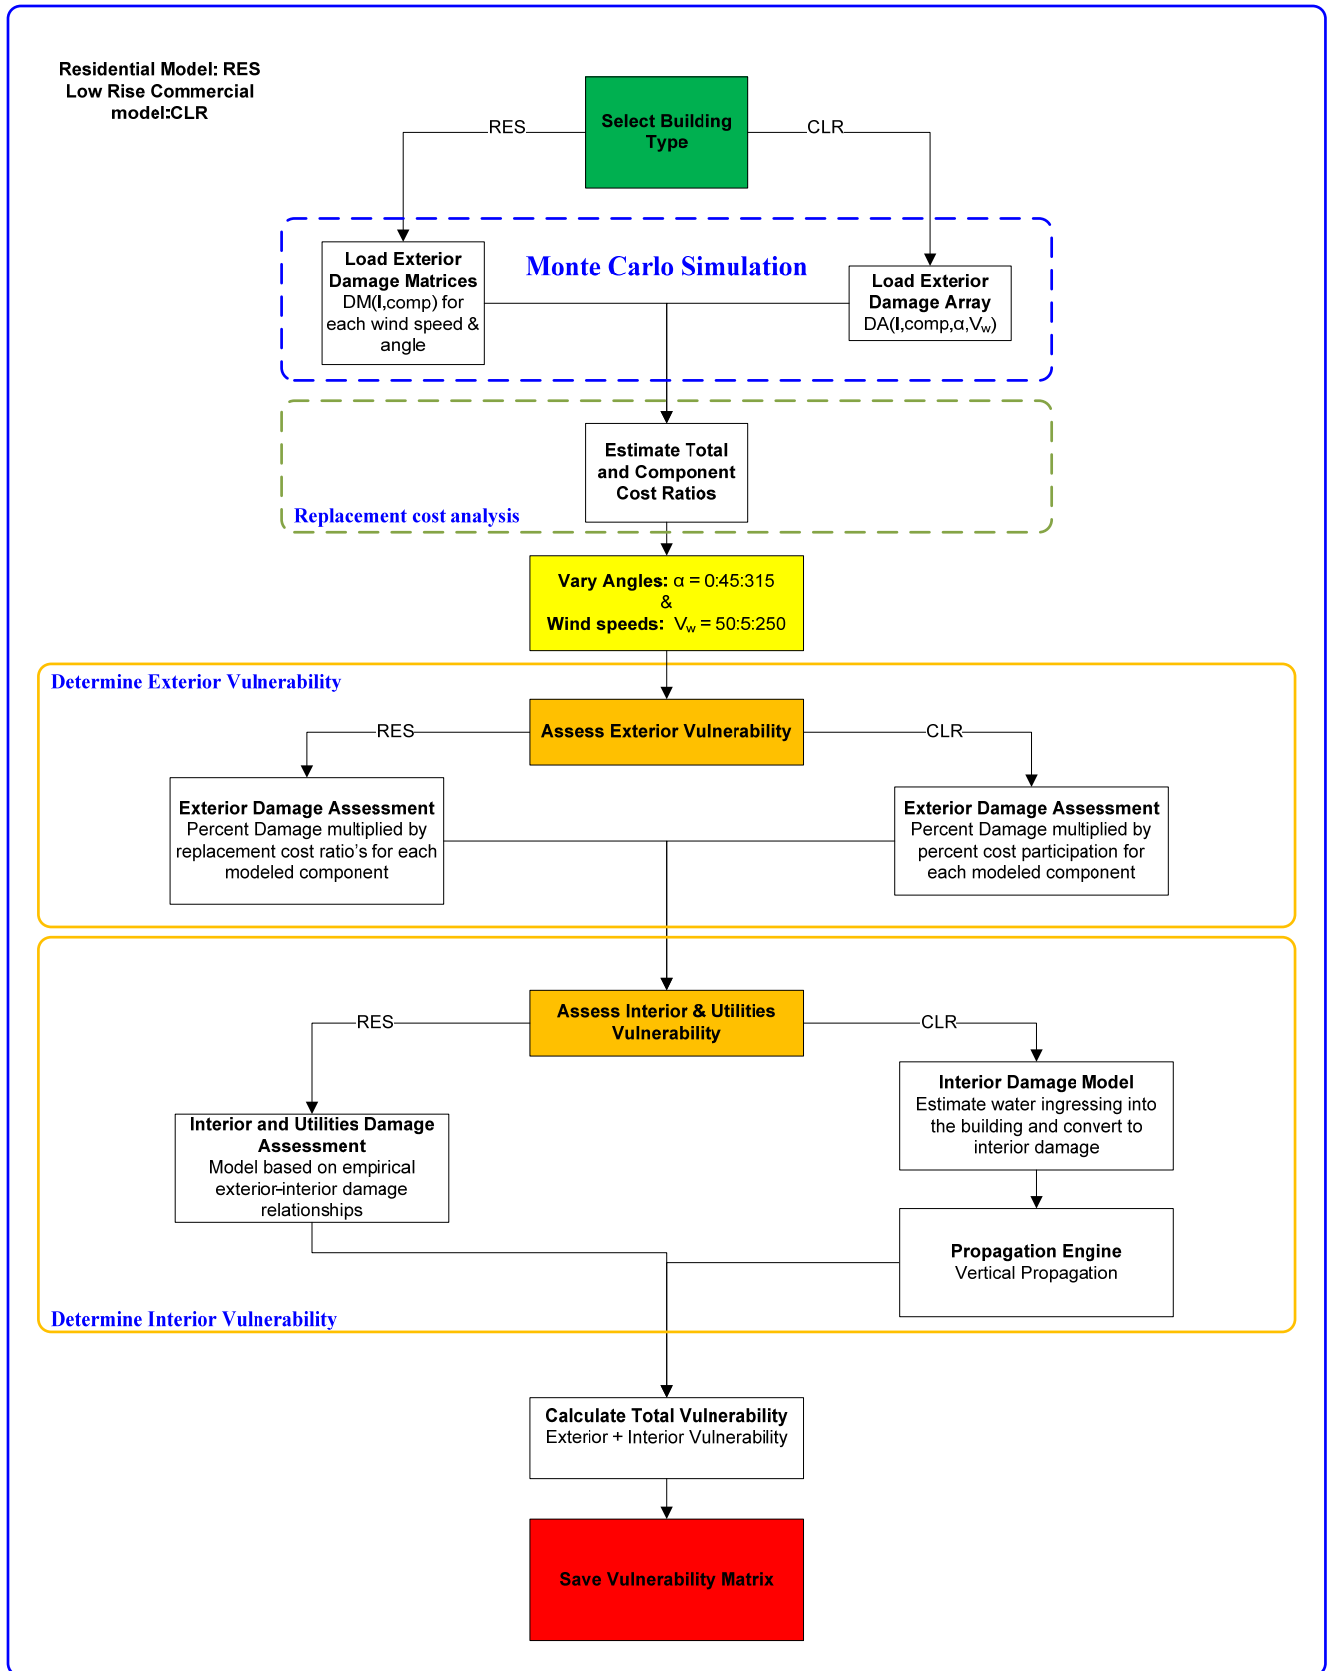 Residential Model: RES
Low Rise Commercial
model:CLR
Select Building
Type
RES
CLR
Monte Carlo Simulation
Load Exterior
Damage Matrices
DM(I,comp) for
each wind speed &
angle
Load Exterior
Damage Array
DA(I,comp,α,Vw)
Estimate Total
and Component
Cost Ratios
Replacement cost analysis
Vary Angles: α = 0:45:315
&
Wind speeds: Vw = 50:5:250
Determine Exterior Vulnerability
Assess Exterior Vulnerability
RES
CLR
Exterior Damage Assessment
Percent Damage multiplied by
replacement cost ratio's for each
modeled component
Exterior Damage Assessment
Percent Damage multiplied by
percent cost participation for
each modeled component
Assess Interior & Utilities
Vulnerability
RES
CLR
Interior and Utilities Damage
Assessment
Model based on empirical
exterior-interior damage
relationships
Interior Damage Model
Estimate water ingressing into
the building and convert to
interior damage
Propagation Engine
Vertical Propagation
Determine Interior Vulnerability
Calculate Total Vulnerability
Exterior + Interior Vulnerability
Save Vulnerability Matrix